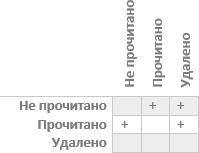 Не прочитано
Прочитано
Удалено
Не прочитано + +
Прочитано + +
Удалено